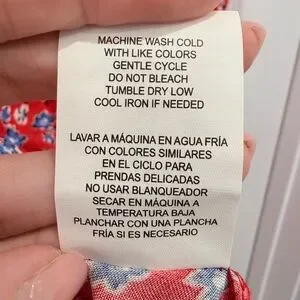 MACHINE WASH COLD
WITH LIKE COLORS
GENTLE CYCLE
DO NOT BLEACH
TUMBLE DRY LOW
COOL IRON IF NEEDED
LAVAR A MÁQUINA EN AGUA FRÍA
CON COLORES SIMILARES
EN EL CICLO PARA
PRENDAS DELICADAS
NO USAR BLANQUEADOR
SECAR EN MÁQUINA A
TEMPERATURA BAJA
PLANCHAR CON UNA PLANCHA
FRÍA SI ES NECESARIO